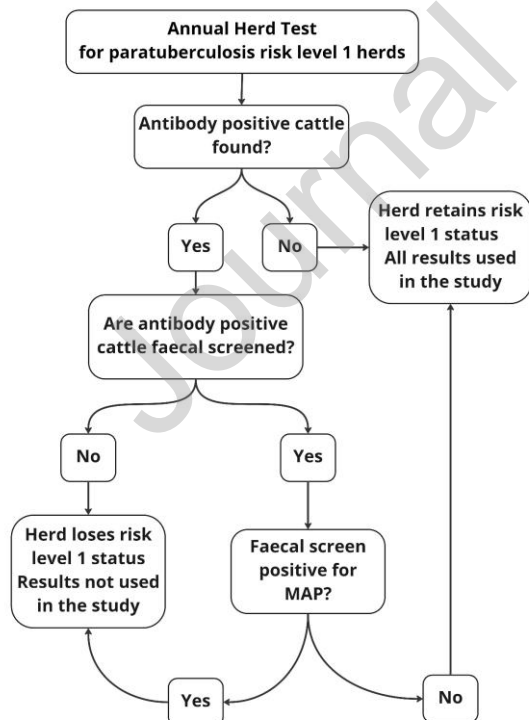 Annual Herd Test
for paratuberculosis risk level 1 herds
Antibody positive cattle
found?
Yes
No
Herd retains risk
level 1 status
All results used
in the study
Are antibody positive
cattle faecal screened?
No
Yes
Herd loses risk
level 1 status
Results not used
in the study
Faecal screen
positive for
MAP?
Yes
No
Journal